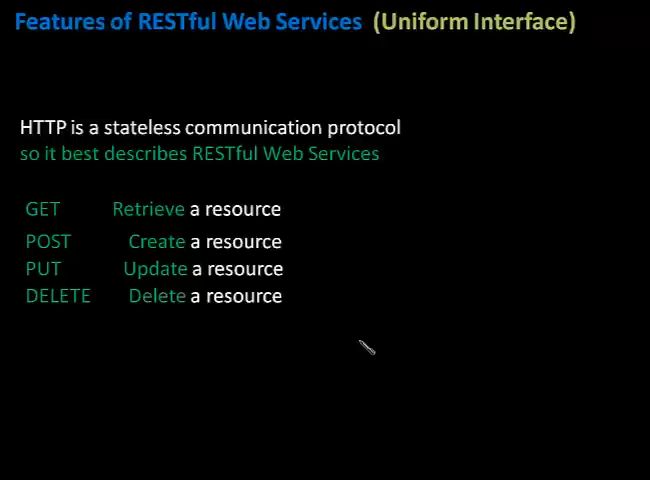 Features of RESTful Web Services (Uniform Interface)
HTTP is a stateless communication protocol
so it best describes RESTful Web Services
GET Retrieve a resource
POST Create a resource
PUT Update a resource
DELETE Delete a resource